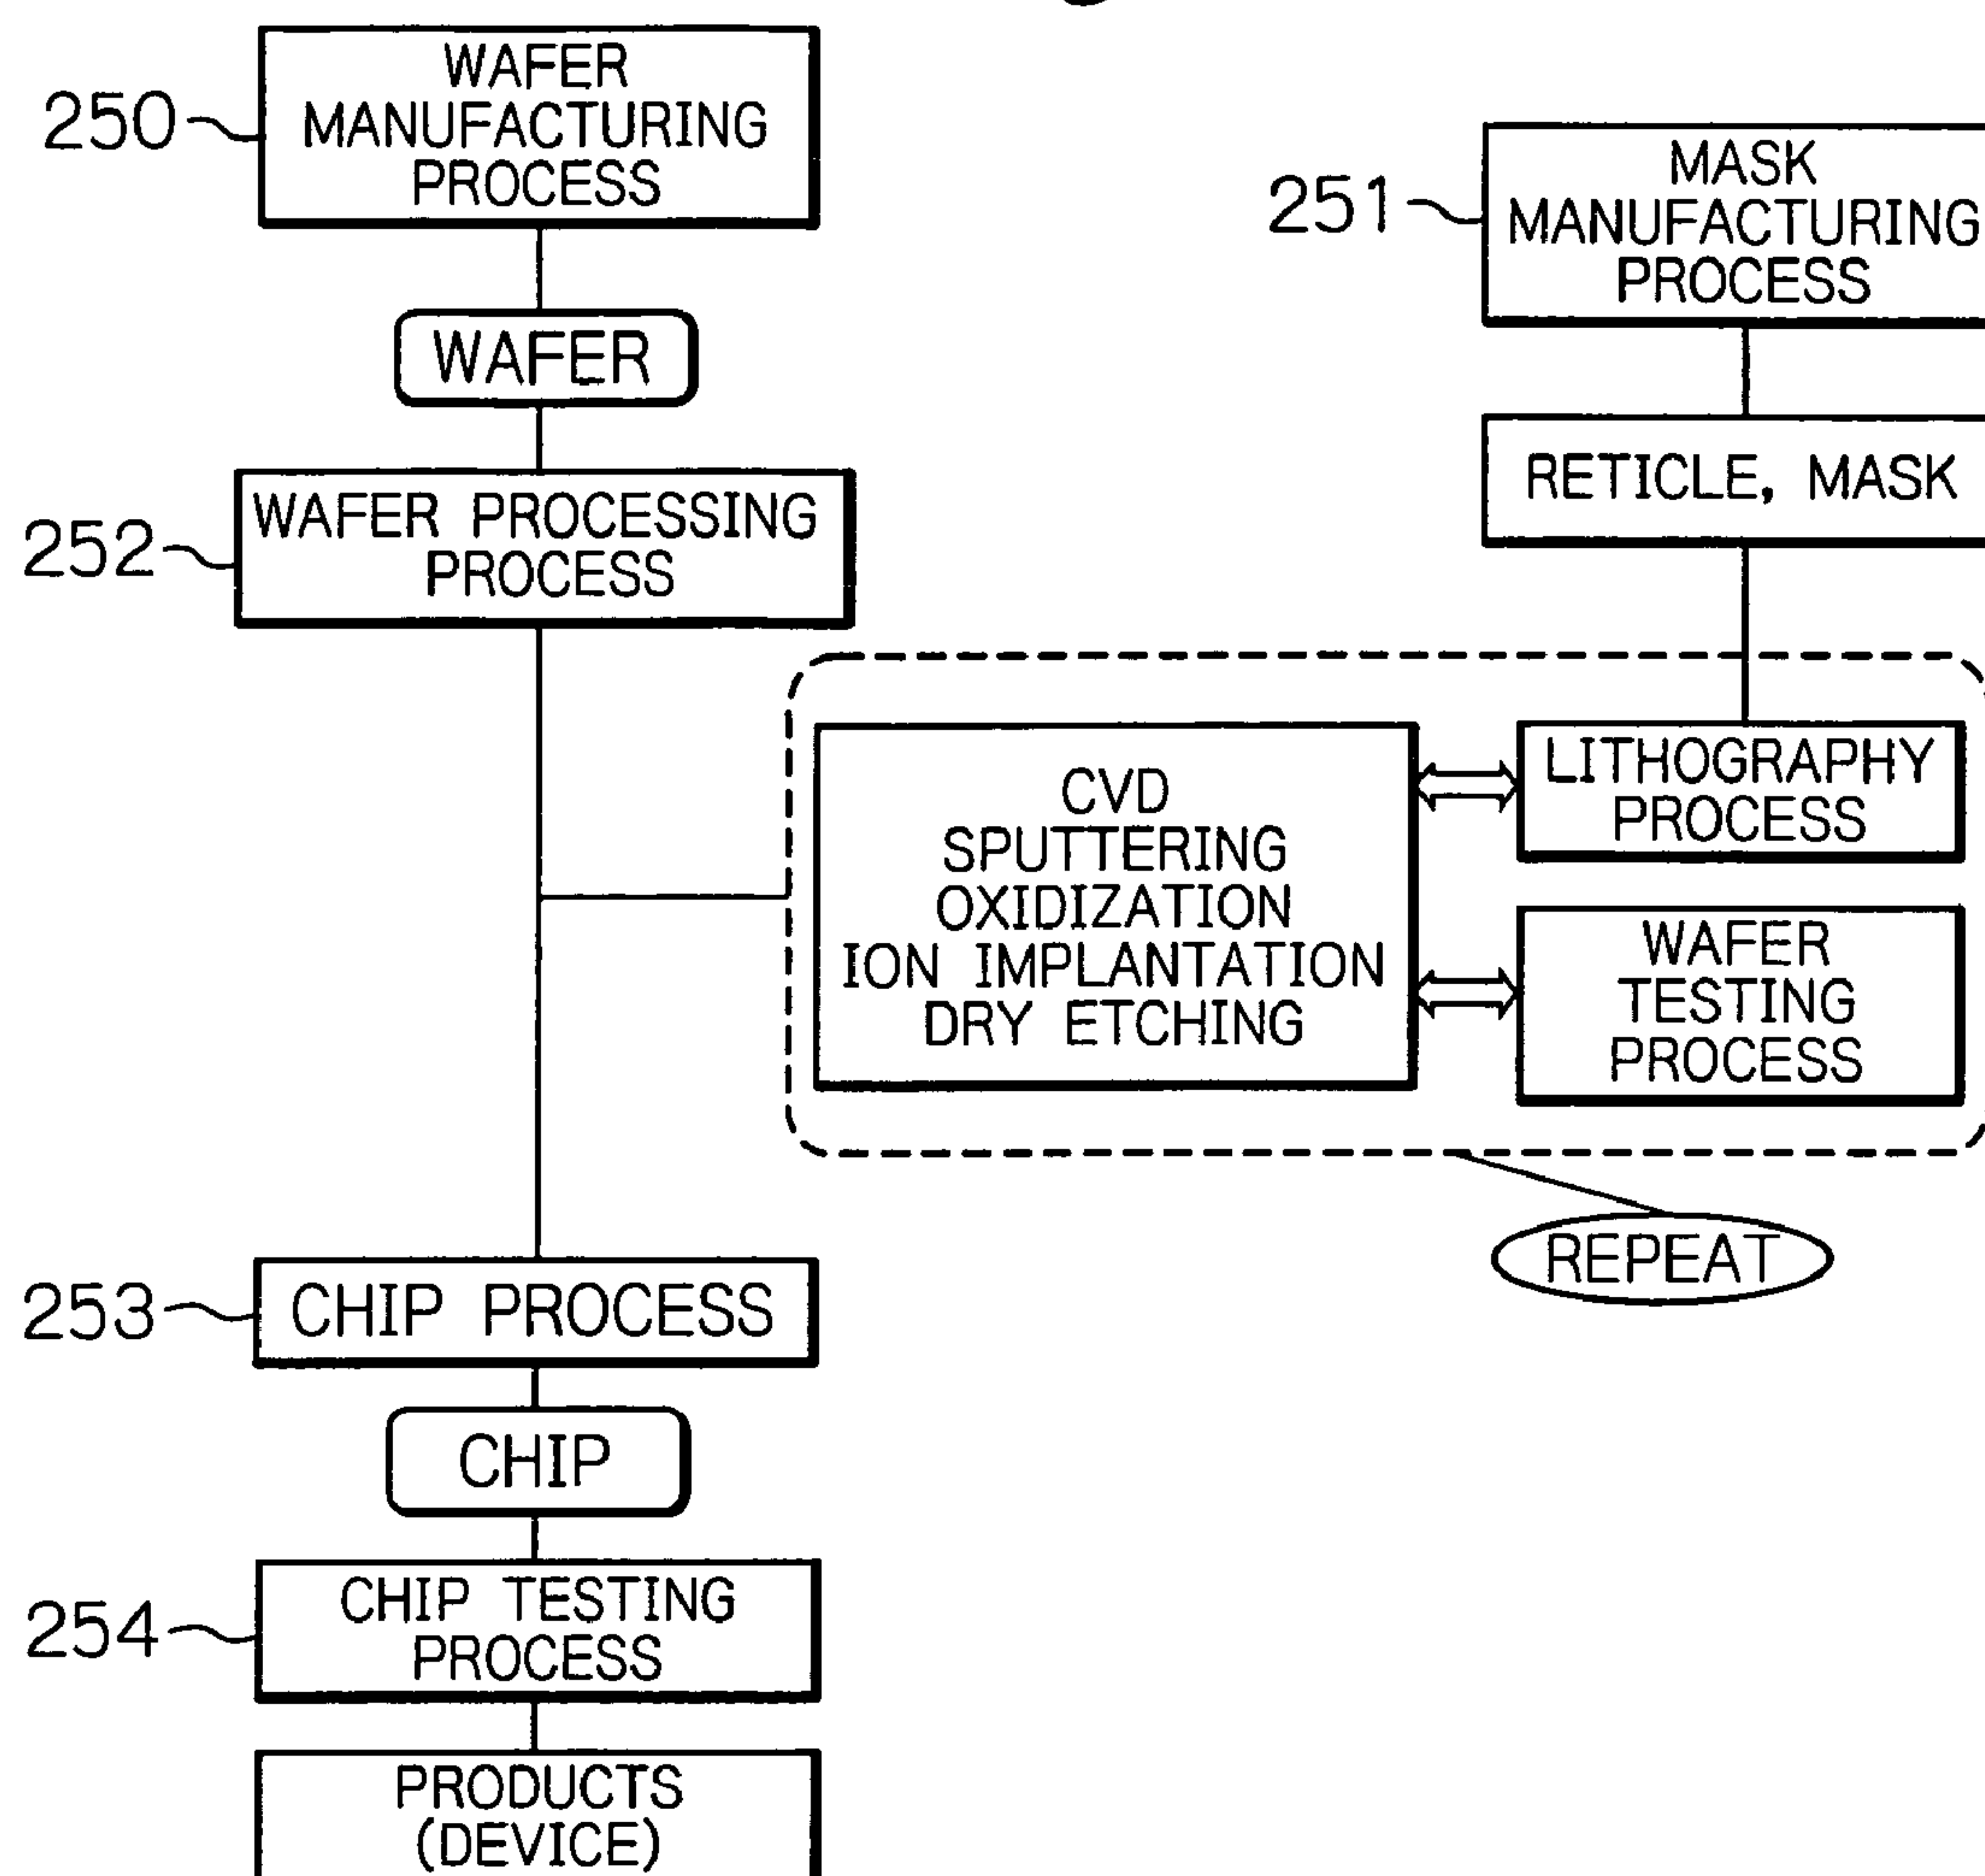 250
WAFER
MANUFACTURING
PROCESS
251
MASK
MANUFACTURING
PROCESS
WAFER
RETICLE, MASK
252
WAFER PROCESSING
PROCESS
CVD
SPUTTERING
OXIDIZATION
ION IMPLANTATION
DRY ETCHING
LITHOGRAPHY
PROCESS
WAFER
TESTING
PROCESS
REPEAT
253
CHIP PROCESS
CHIP
254
CHIP TESTING
PROCESS
PRODUCTS
(DEVICE)